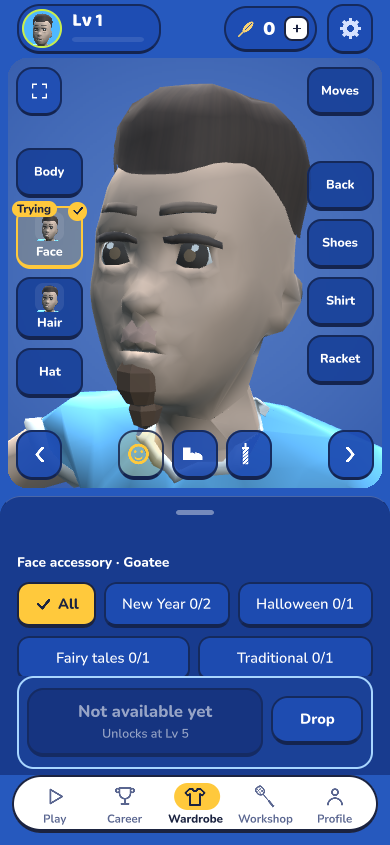 Lv 1
0
+
Moves
Body
Back
Trying
Face
Shoes
Hair
Shirt
Hat
Racket
Face accessory · Goatee
All
New Year 0/2
Halloween 0/1
Fairy tales 0/1
Traditional 0/1
Not available yet
Unlocks at Lv 5
Drop
Play
Career
Wardrobe
Workshop
Profile